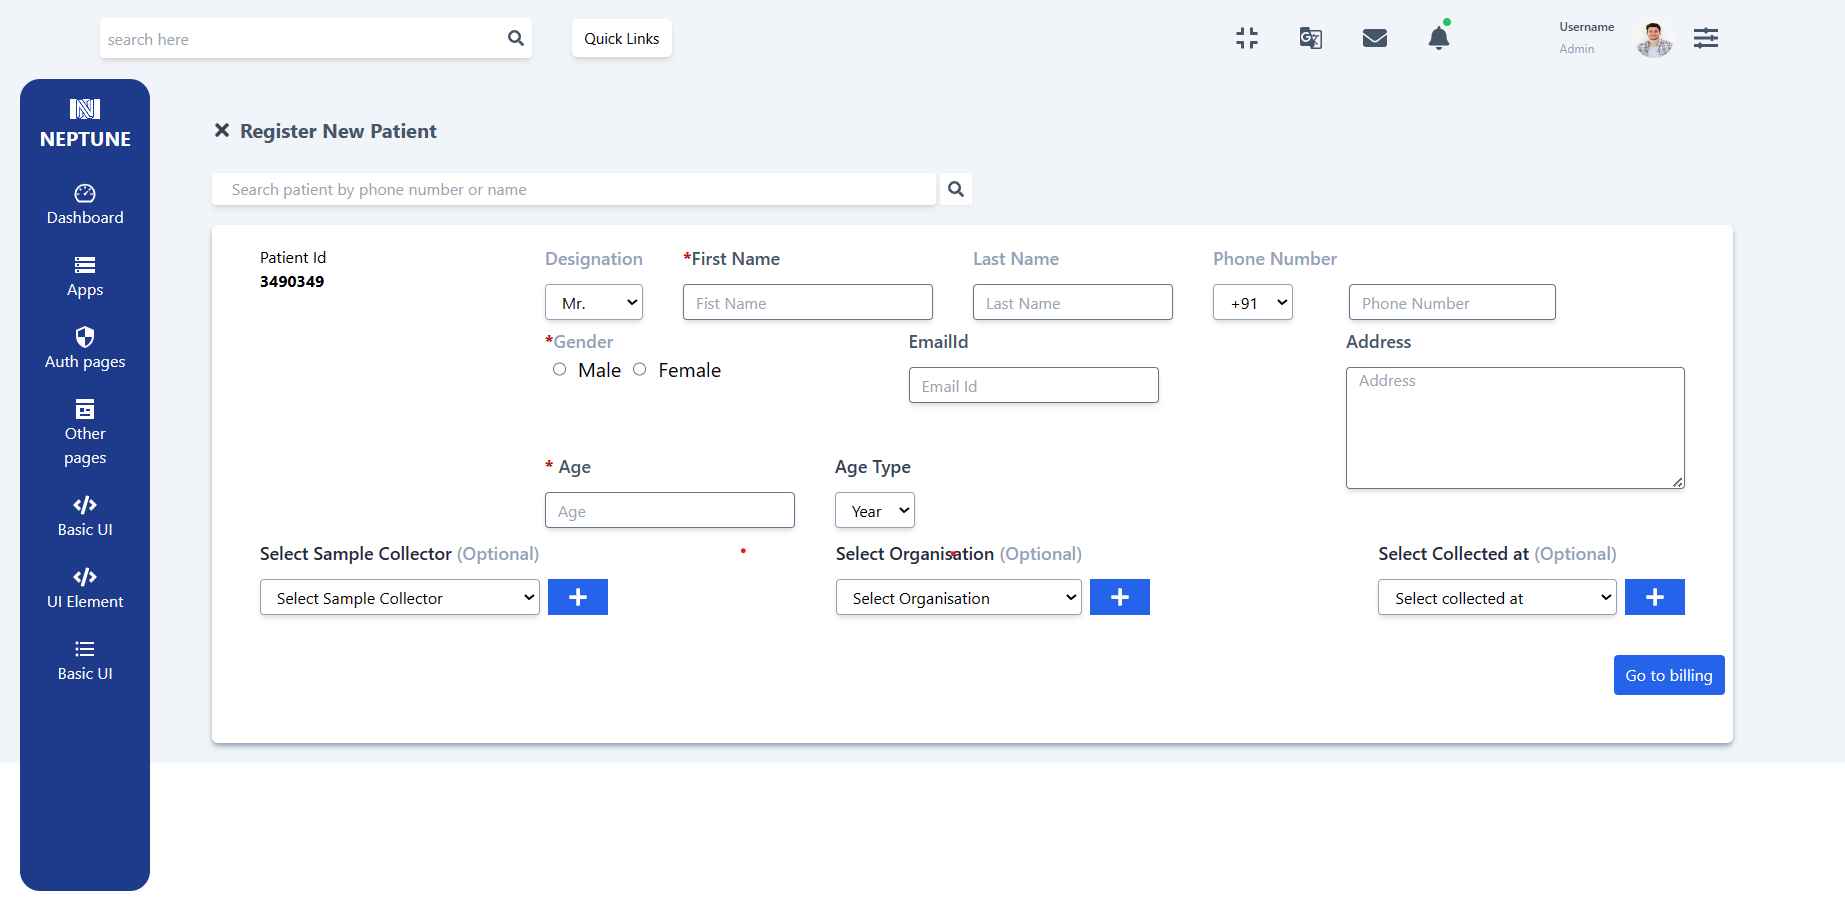 search here
Quick Links
Username
Admin
NEPTUNE
Dashboard
Apps
Auth pages
Other
pages
Basic UI
UI Element
Basic UI
Register New Patient
Search patient by phone number or name
Patient Id
3490349
Designation
*First Name
Last Name
Phone Number
Mr.
Fist Name
Last Name
+91
Phone Number
*Gender
EmailId
Address
Male
Female
Email Id
Address
* Age
Age Type
Age
Year
Select Sample Collector (Optional)
Select Organisation (Optional)
Select Collected at (Optional)
Select Sample Collector
Select Organisation
Select collected at
Go to billing